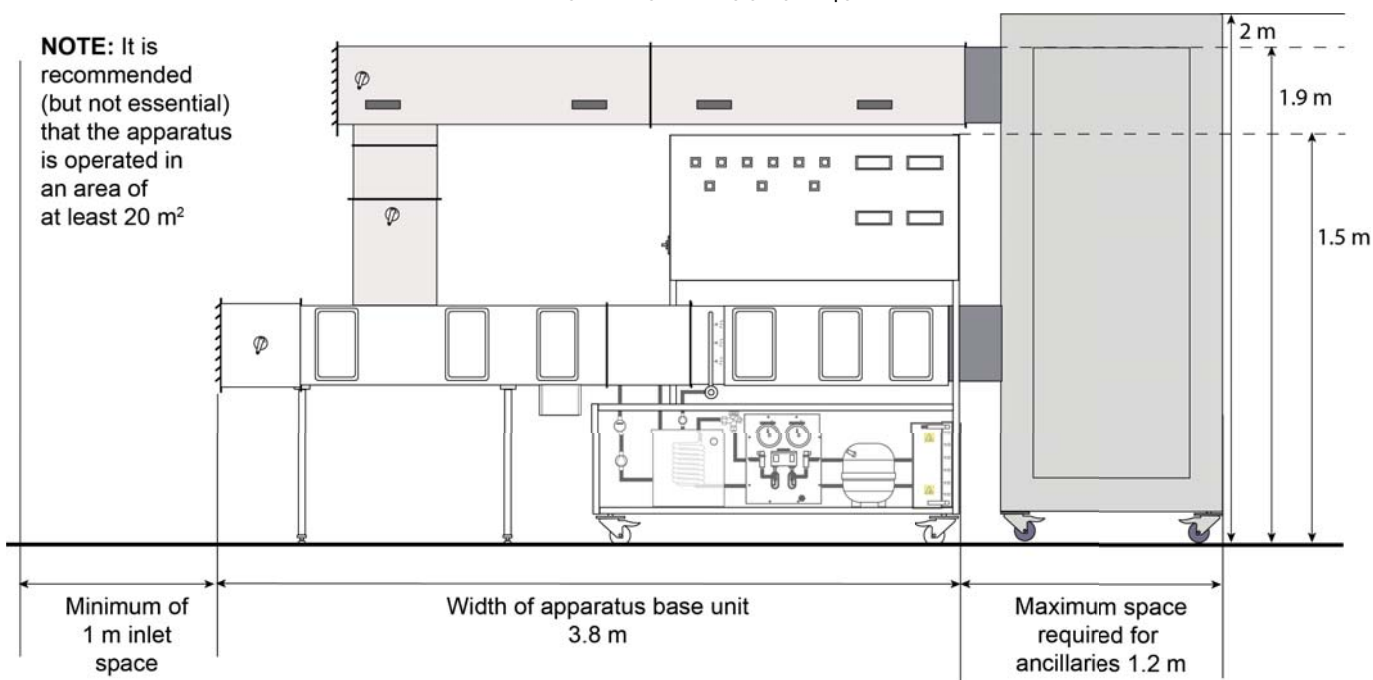 NOTE: It is
recommended
(but not essential)
that the apparatus
is operated in
an area of
at least 20 m²
2 m
1.9 m
1.5 m
Minimum of
1 m inlet
space
Width of apparatus base unit
3.8 m
Maximum space
required for
ancillaries 1.2 m